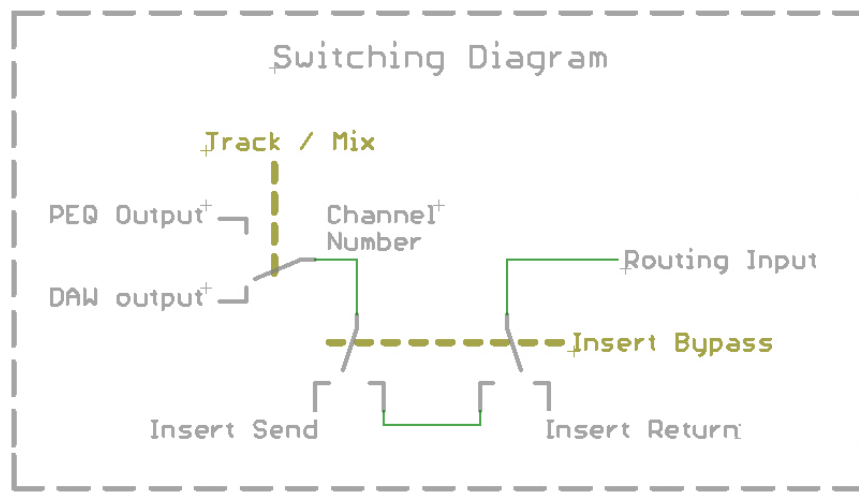 Switching Diagram
Track / Mix
PEQ Output
Channel
Number
Routing Input
DAW output
Insert Bypass
Insert Send
Insert Return